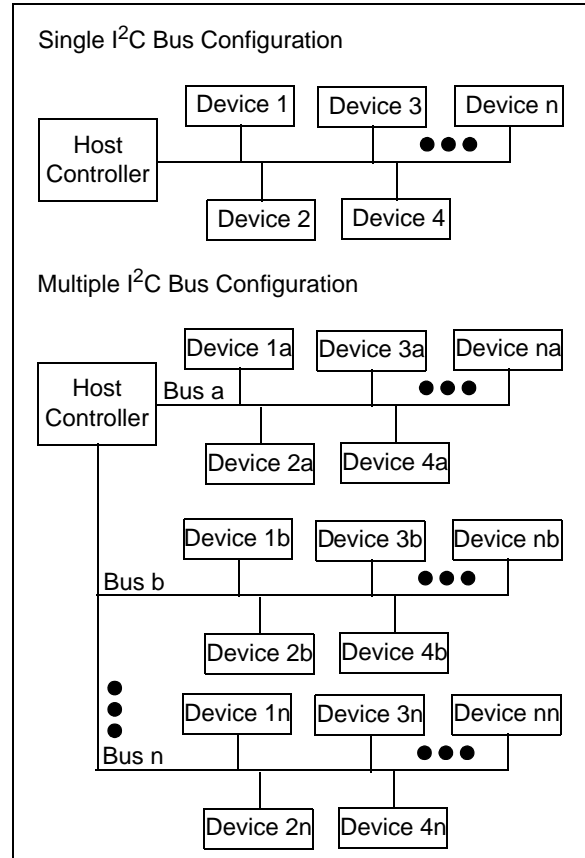 Single I²C Bus Configuration
Device 1
Device 3
Device n
Host
Controller
Device 2
Device 4
Multiple I²C Bus Configuration
Device 1a
Device 3a
Device na
Host
Controller
Bus a
Device 2a
Device 4a
Device 1b
Device 3b
Device nb
Bus b
Device 2b
Device 4b
Device 1n
Device 3n
Device nn
Bus n
Device 2n
Device 4n